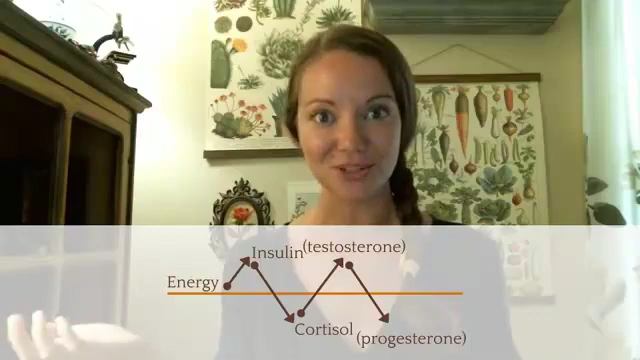 Energy
Insulin
(testosterone)
Cortisol
(progesterone)